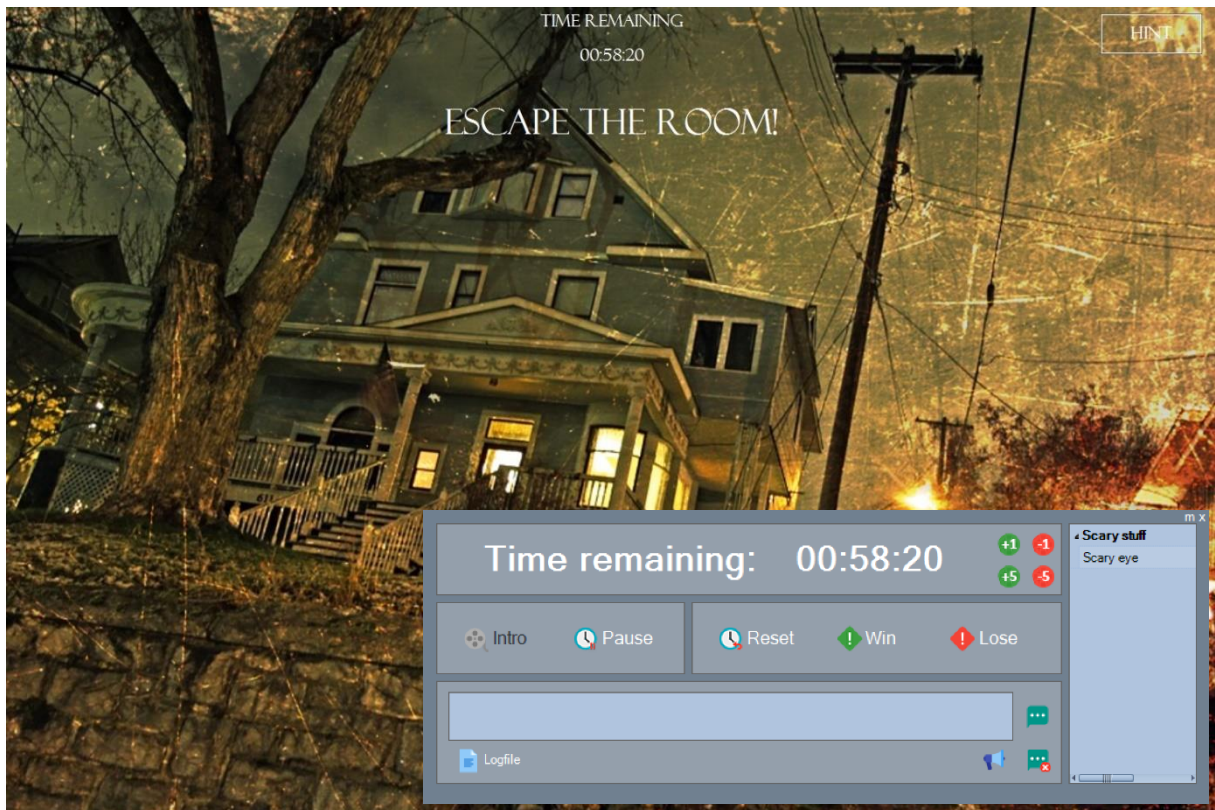 TIME REMAINING
00:58:20
HINT
ESCAPE THE ROOM!
m x
Time remaining: 00:58:20
+1 -1
+5 -5
Scary stuff
Scary eye
Intro Pause Reset Win Lose
Logfile